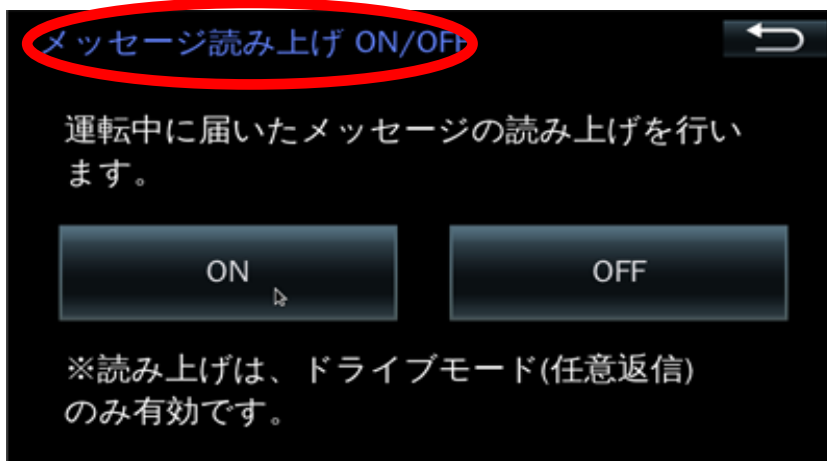 メッセージ読み上げ ON/OFF
運転中に届いたメッセージの読み上げを行い
ます。
ON
OFF
※読み上げは、ドライブモード(任意返信)
のみ有効です。